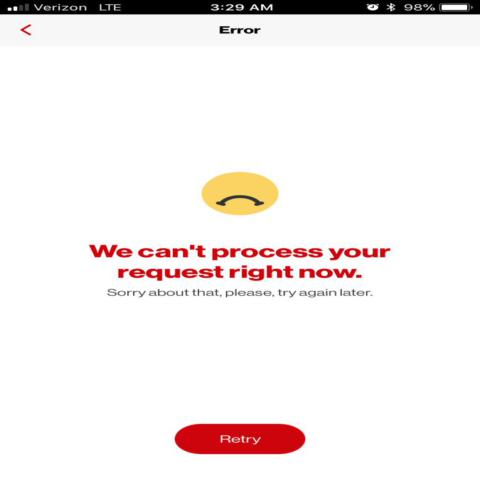 Verizon LTE 3:29 AM 98%
< Error
We can't process your
request right now.
Sorry about that, please, try again later.
Retry